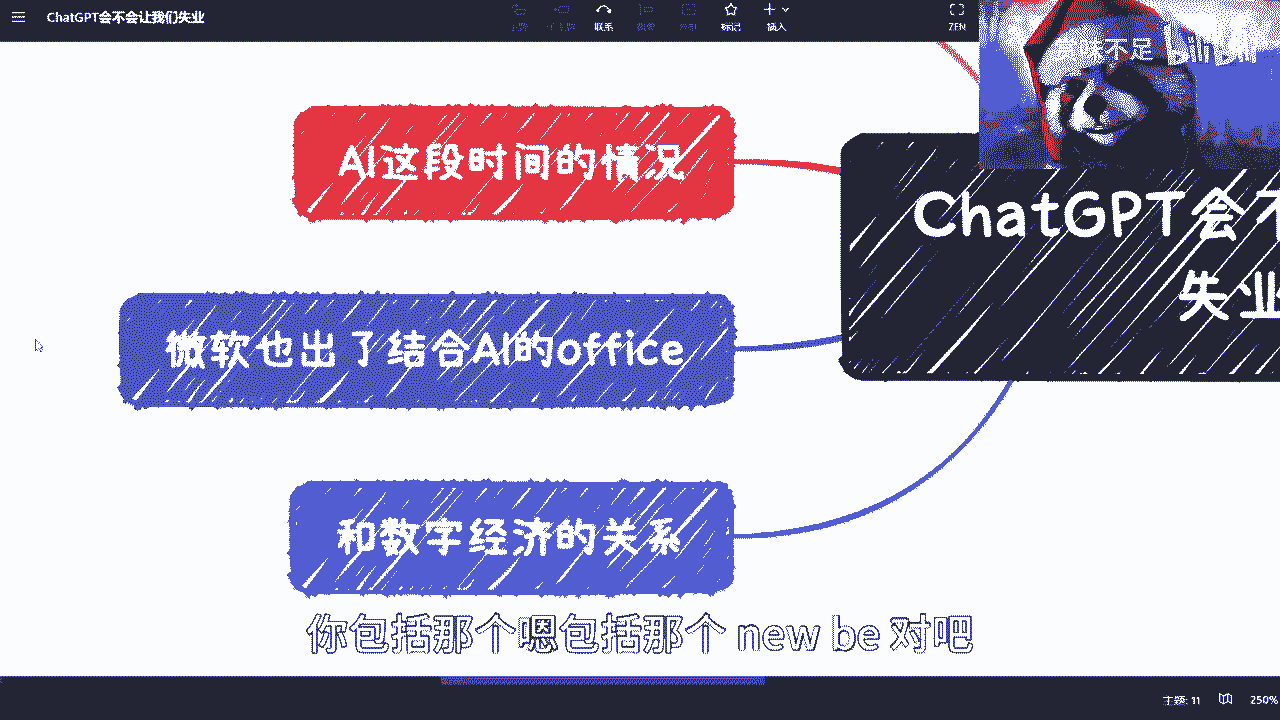 ChatGPT会不会让我们失业
联系
标记
插入
ZEN
不足 bilibili
AI这段时间的情况
ChatGPT会不
失业
微软也出了结合AI的office
和数字经济的关系
你包括那个嗯包括那个 new be 对吧
主题: 11
250%